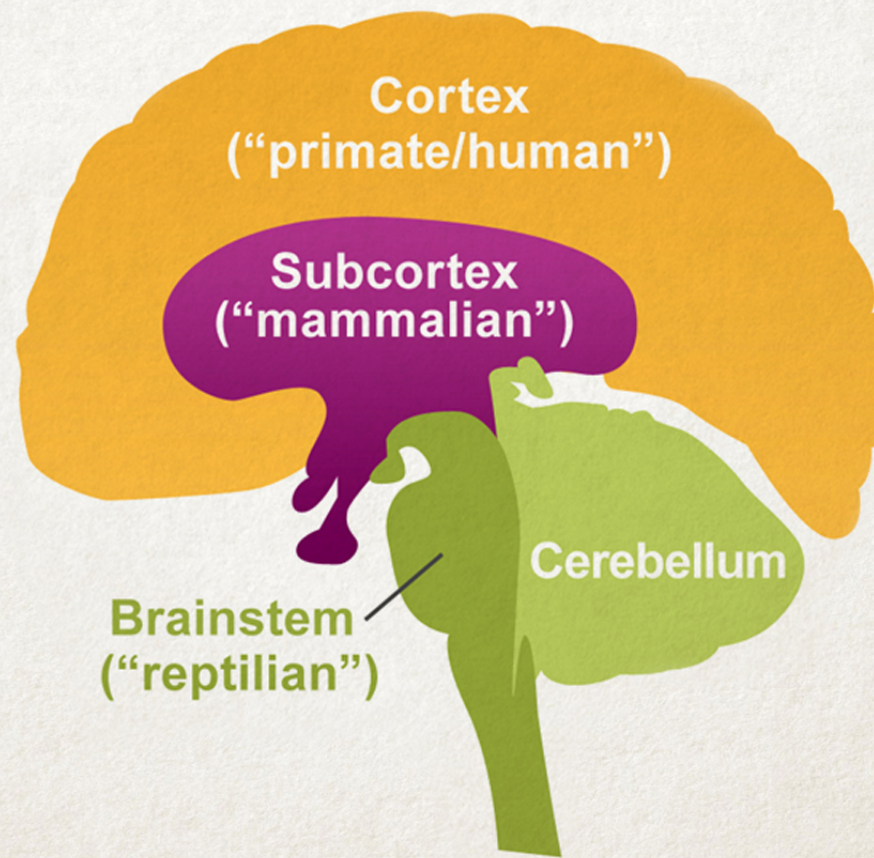 Cortex
(“primate/human”)
Subcortex
(“mammalian”)
Cerebellum
Brainstem
(“reptilian”)